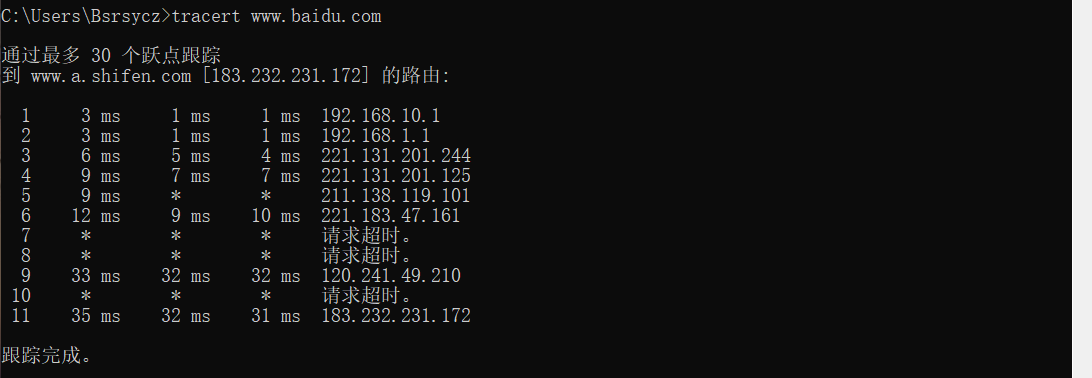 C:\Users\Bsrsycz>tracert www.baidu.com
通过最多 30 个跃点跟踪
到 www.a.shifen.com [183.232.231.172] 的路由:
1 3 ms 1 ms 1 ms 192.168.10.1
2 3 ms 1 ms 1 ms 192.168.1.1
3 6 ms 5 ms 4 ms 221.131.201.244
4 9 ms 7 ms 7 ms 221.131.201.125
5 9 ms * * 211.138.119.101
6 12 ms 9 ms 10 ms 221.183.47.161
7 * * * 请求超时。
8 * * * 请求超时。
9 33 ms 32 ms 32 ms 120.241.49.210
10 * * * 请求超时。
11 35 ms 32 ms 31 ms 183.232.231.172
跟踪完成。